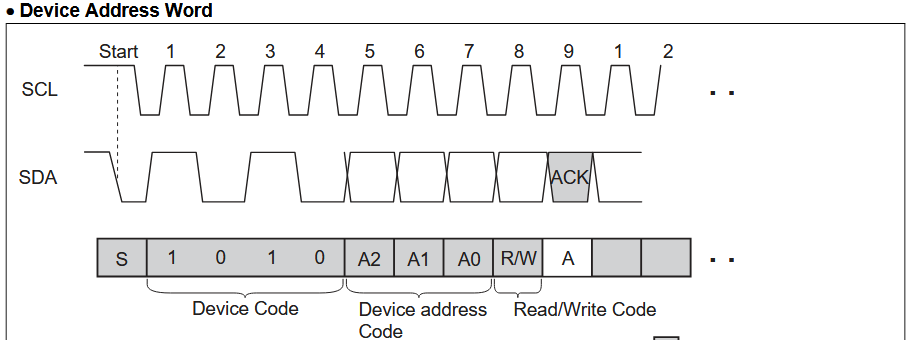 • Device Address Word
Start 1 2 3 4 5 6 7 8 9 1 2
SCL . .
SDA ACK
S 1 0 1 0 A2 A1 A0 R/W A . .
Device Code Device address Read/Write Code
Code